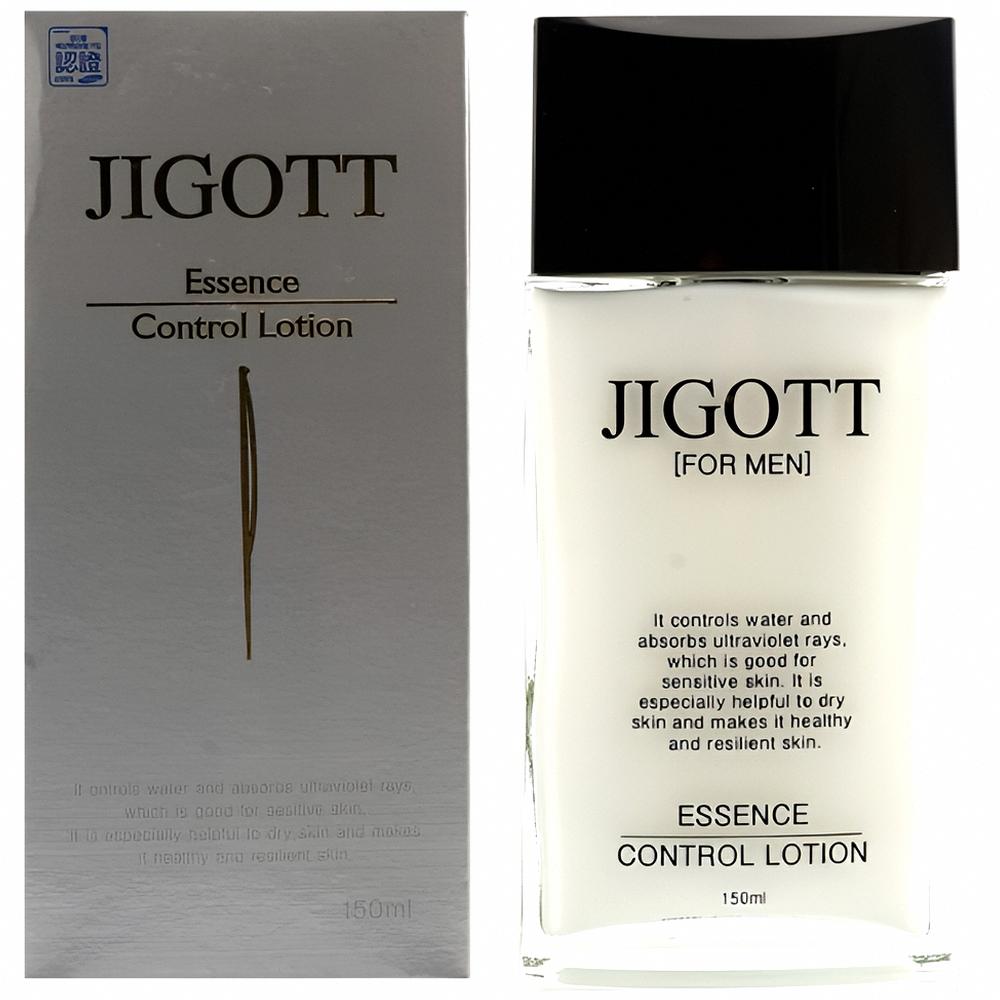 認證
JIGOTT
Essence
Control Lotion
It ontrols water and absorbs ultraviolet rays,
which is good for sesitive skin.
It is especially helpful to dry skin and makes
it healthy and resilient skin.
150ml
JIGOTT
[FOR MEN]
It controls water and
absorbs ultraviolet rays,
which is good for
sensitive skin. It is
especially helpful to dry
skin and makes it healthy
and resilient skin.
ESSENCE
CONTROL LOTION
150ml